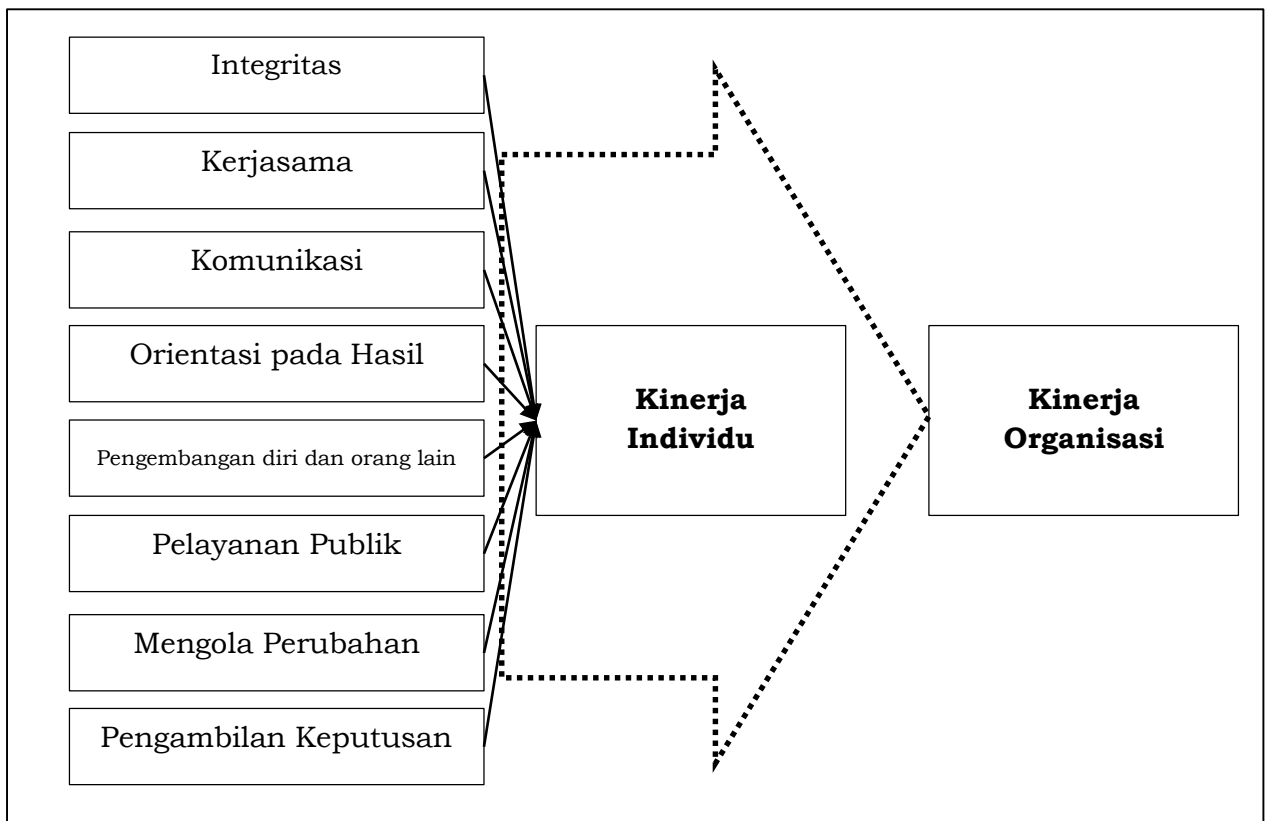 Integritas
Kerjasama
Komunikasi
Orientasi pada Hasil
Pengembangan diri dan orang lain
Pelayanan Publik
Mengola Perubahan
Pengambilan Keputusan
Kinerja
Individu
Kinerja
Organisasi